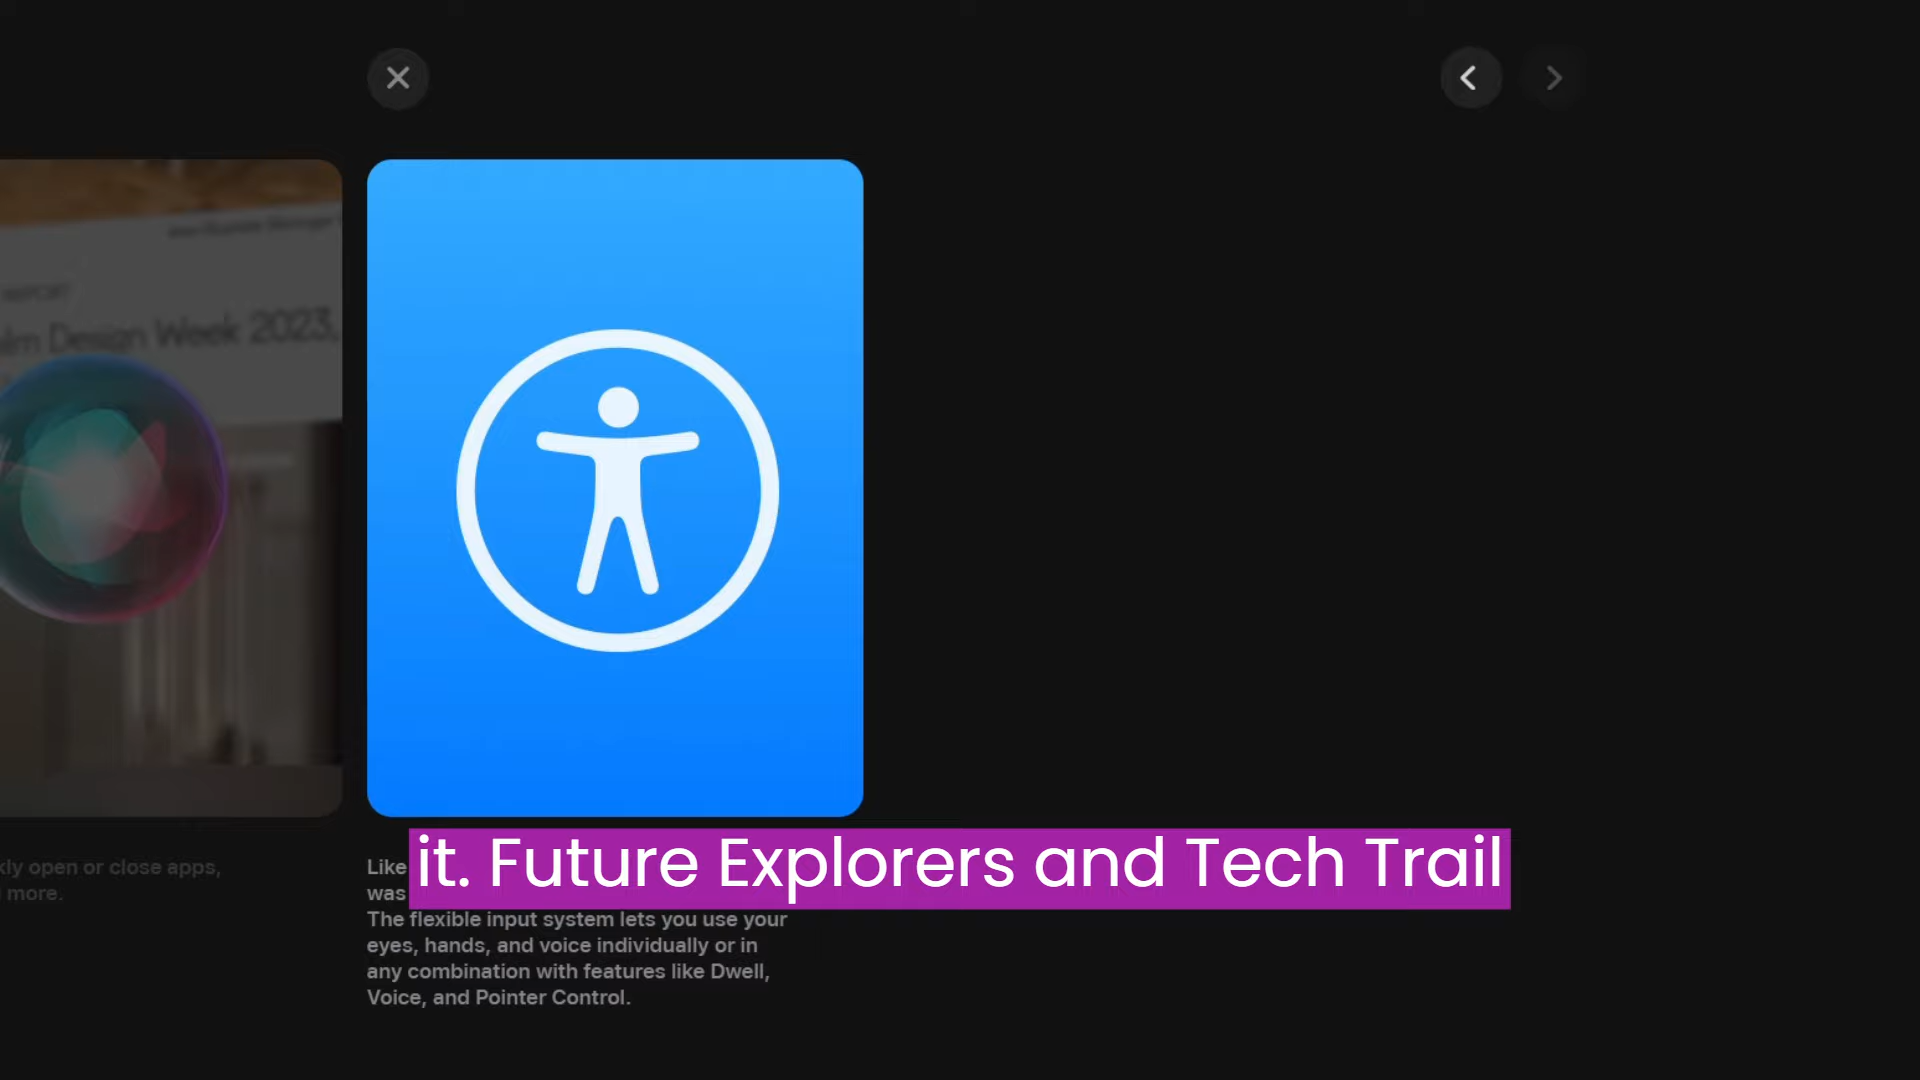 REPORT
Design Week 2023,
kly open or close apps,
more.
Like
was
it. Future Explorers and Tech Trail
The flexible input system lets you use your
eyes, hands, and voice individually or in
any combination with features like Dwell,
Voice, and Pointer Control.